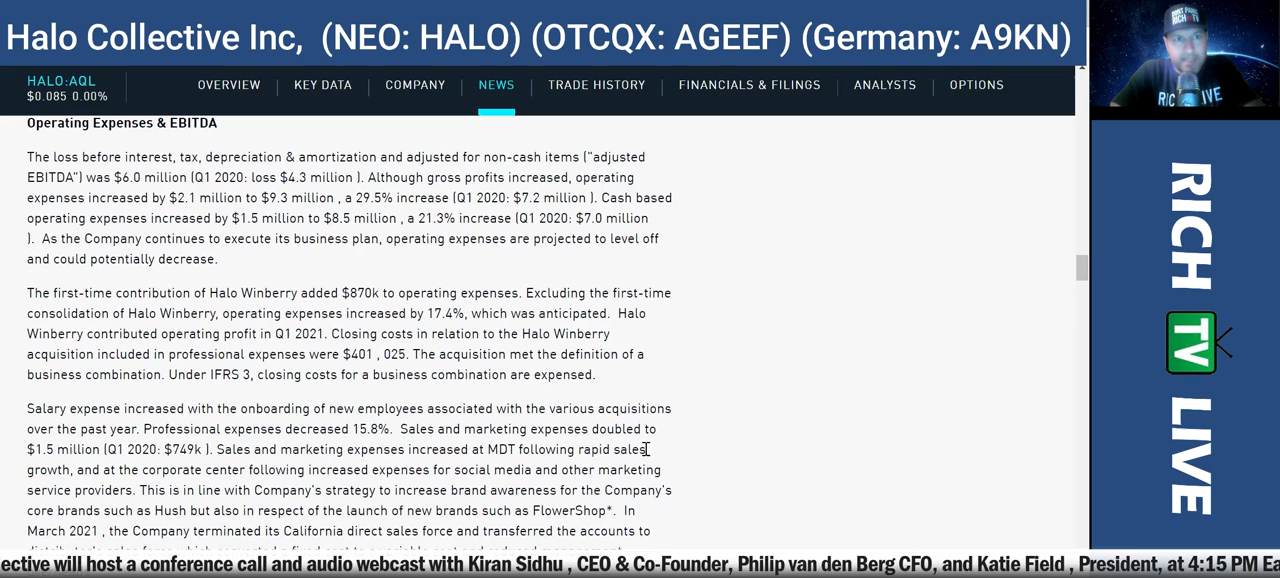 Halo Collective Inc, (NEO: HALO) (OTCQX: AGEEF) (Germany: A9KN)
HALO:AQL
$0.085 0.00%
OVERVIEW
KEY DATA
COMPANY
NEWS
TRADE HISTORY
FINANCIALS & FILINGS
ANALYSTS
OPTIONS
Operating Expenses & EBITDA
The loss before interest, tax, depreciation & amortization and adjusted for non-cash items ("adjusted
EBITDA") was $6.0 million (Q1 2020: loss $4.3 million ). Although gross profits increased, operating
expenses increased by $2.1 million to $9.3 million , a 29.5% increase (Q1 2020: $7.2 million ). Cash based
operating expenses increased by $1.5 million to $8.5 million , a 21.3% increase (Q1 2020: $7.0 million
). As the Company continues to execute its business plan, operating expenses are projected to level off
and could potentially decrease.
The first-time contribution of Halo Winberry added $870k to operating expenses. Excluding the first-time
consolidation of Halo Winberry, operating expenses increased by 17.4%, which was anticipated. Halo
Winberry contributed operating profit in Q1 2021. Closing costs in relation to the Halo Winberry
acquisition included in professional expenses were $401 , 025. The acquisition met the definition of a
business combination. Under IFRS 3, closing costs for a business combination are expensed.
Salary expense increased with the onboarding of new employees associated with the various acquisitions
over the past year. Professional expenses decreased 15.8%. Sales and marketing expenses doubled to
$1.5 million (Q1 2020: $749k ). Sales and marketing expenses increased at MDT following rapid sales
growth, and at the corporate center following increased expenses for social media and other marketing
service providers. This is in line with Company's strategy to increase brand awareness for the Company's
core brands such as Hush but also in respect of the launch of new brands such as FlowerShop*. In
March 2021 , the Company terminated its California direct sales force and transferred the accounts to
ective will host a conference call and audio webcast with Kiran Sidhu , CEO & Co-Founder, Philip van den Berg CFO, and Katie Field , President, at 4:15 PM Ea
RICH TV LIVE